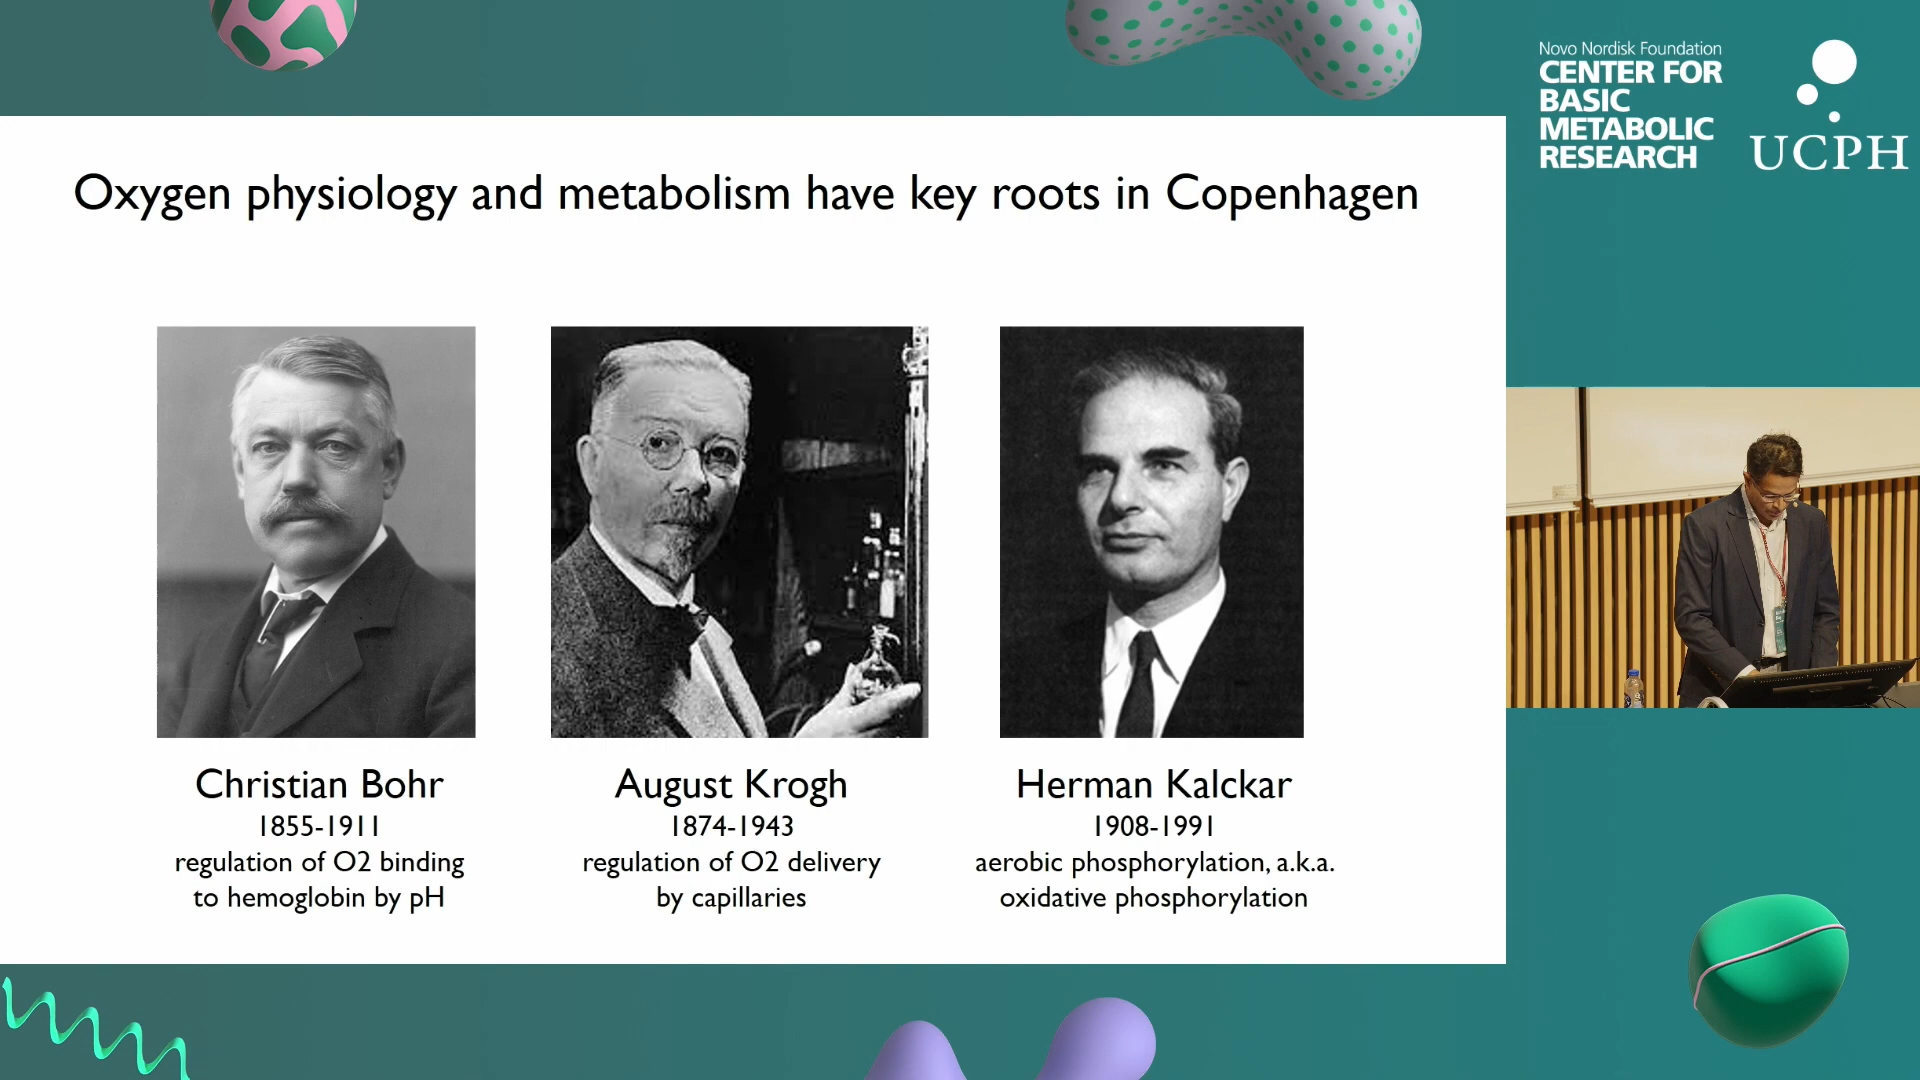 Novo Nordisk Foundation
CENTER FOR
BASIC
METABOLIC
RESEARCH
UCPH
Oxygen physiology and metabolism have key roots in Copenhagen
Christian Bohr
1855-1911
regulation of O2 binding
to hemoglobin by pH
August Krogh
1874-1943
regulation of O2 delivery
by capillaries
Herman Kalckar
1908-1991
aerobic phosphorylation, a.k.a.
oxidative phosphorylation